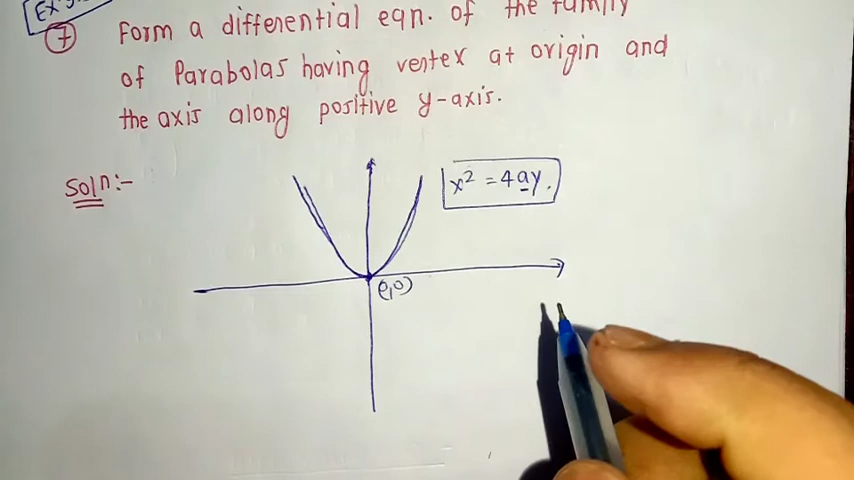 7 Form a differential eqn. of the family
of Parabolas having vertex at origin and
the axis along positive y-axis.
Soln:-
x² = 4ay.
(0,0)